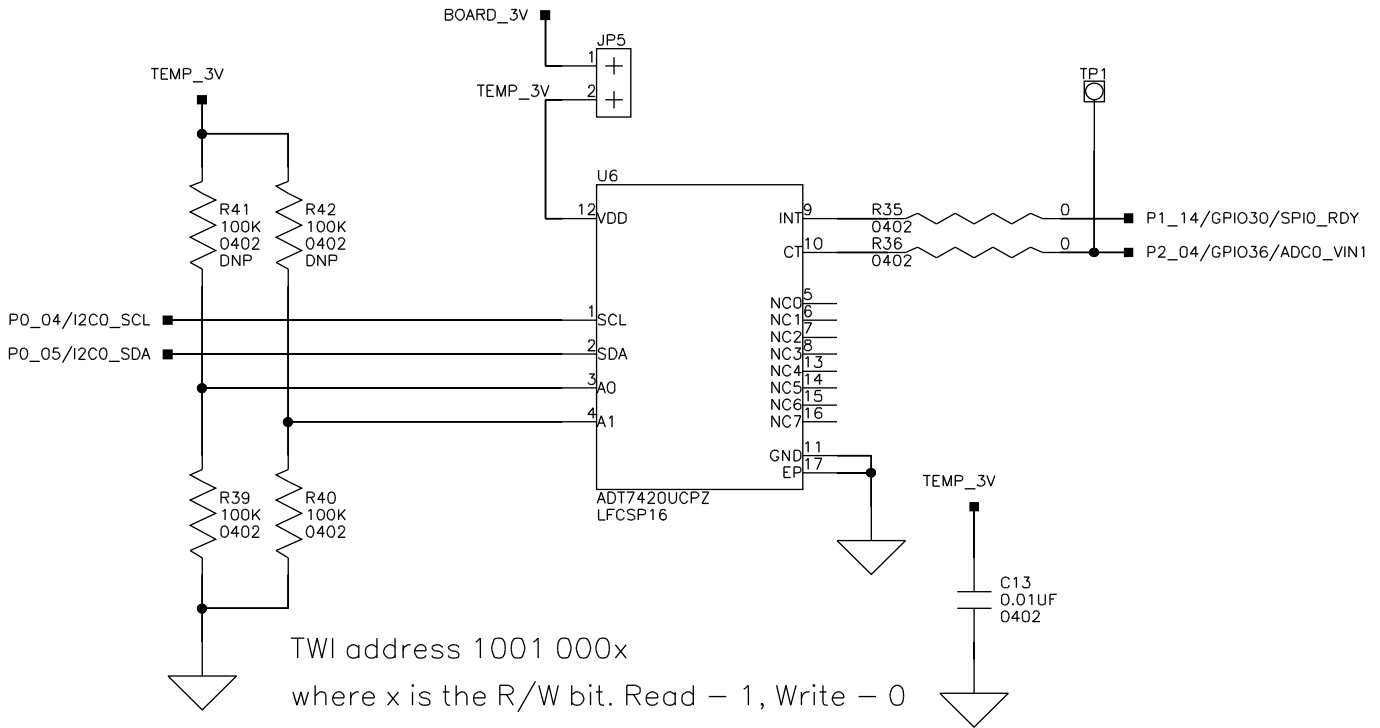 BOARD_3V
JP5
1
TEMP_3V
2
TEMP_3V
TP1
U6
12 VDD
INT 9
R35
0402
0
P1_14/GPIO30/SPI0_RDY
CT 10
R36
0402
0
P2_04/GPIO36/ADC0_VIN1
R41
100K
0402
DNP
R42
100K
0402
DNP
NC0 5
NC1 6
NC2 7
NC3 8
NC4 13
NC5 14
NC6 15
NC7 16
P0_04/I2C0_SCL
1 SCL
P0_05/I2C0_SDA
2 SDA
3 A0
4 A1
GND 11
EP 17
ADT7420UCPZ
LFCSP16
R39
100K
0402
R40
100K
0402
TEMP_3V
C13
0.01UF
0402
TWI address 1001 000x
where x is the R/W bit. Read – 1, Write – 0